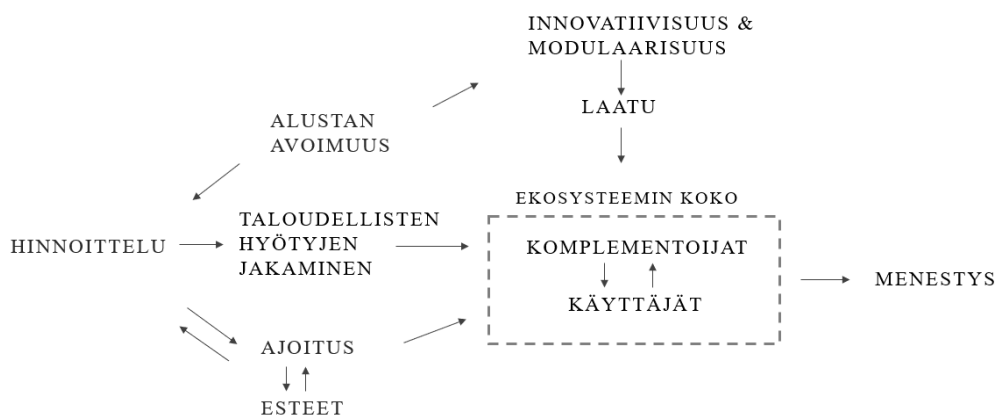 INNOVATIIVISUUS &
MODULAARISUUS
LAATU
ALUSTAN
AVOIMUUS
EKOSYSTEEMIN KOKO
HINNOITTELU
TALOUDELLISTEN
HYÖTYJEN
JAKAMINEN
KOMPLEMENTOIJAT
KÄYTTÄJÄT
MENESTYS
AJOITUS
ESTEET